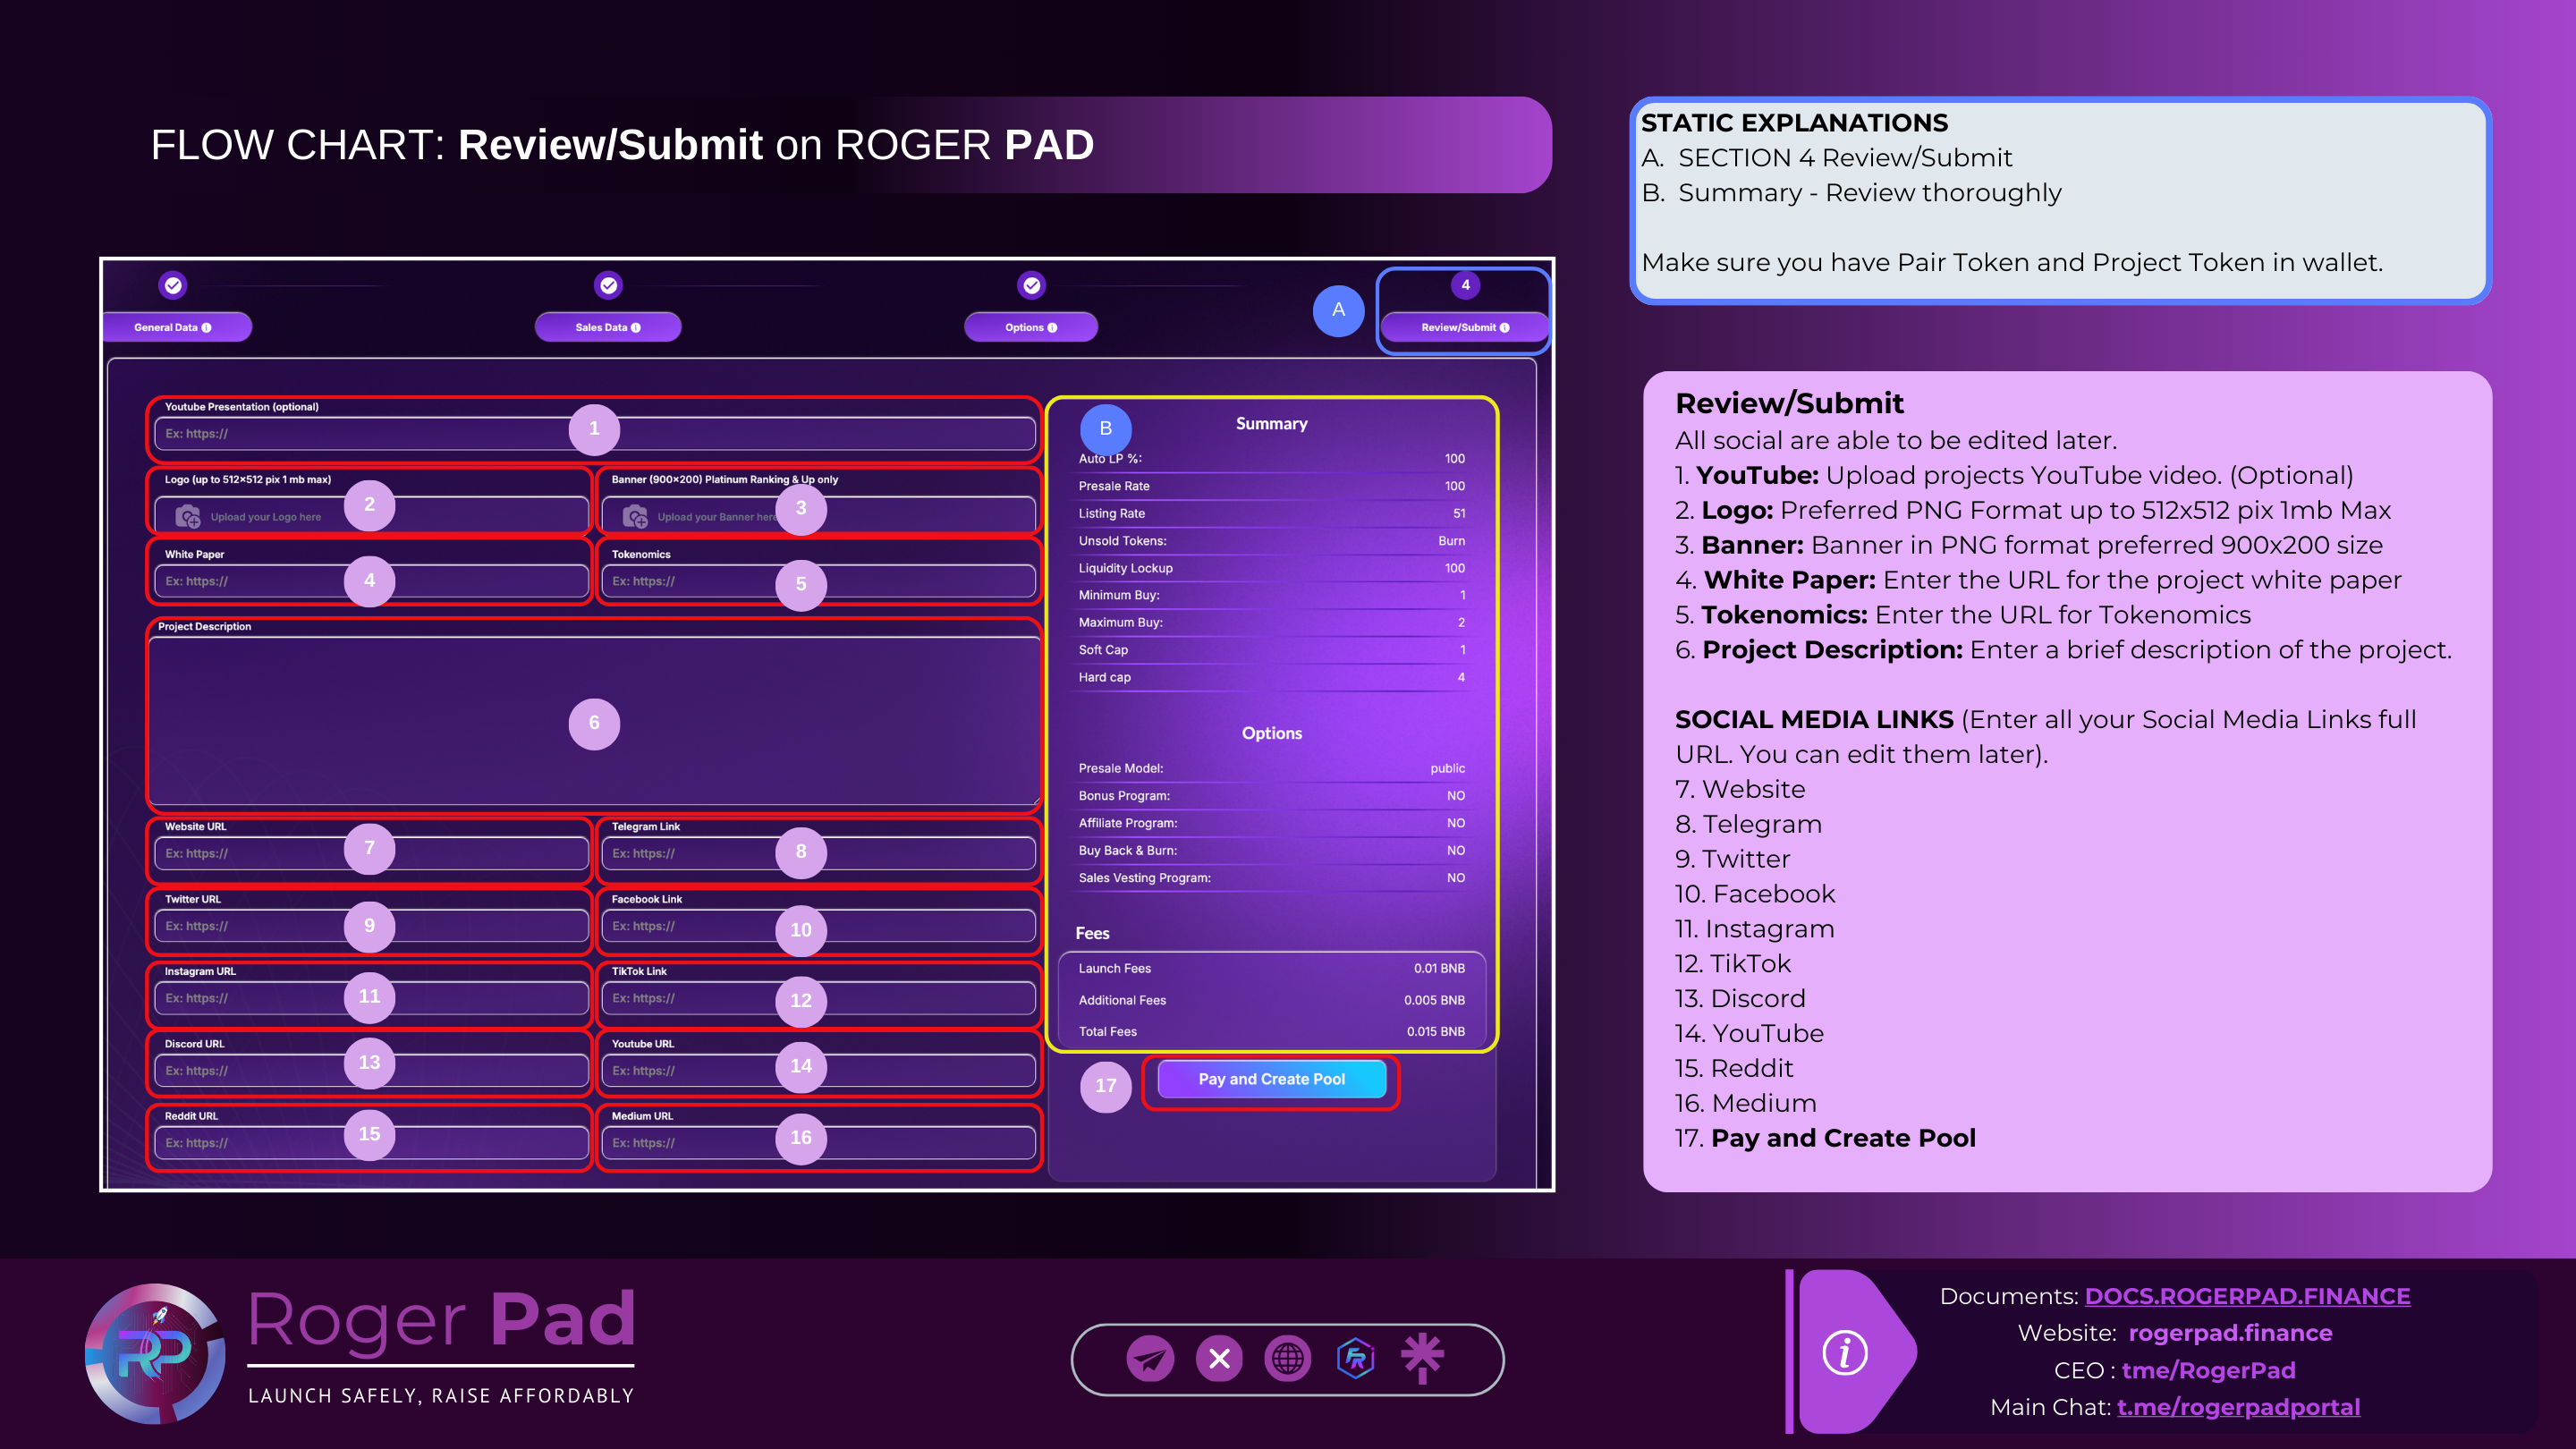 FLOW CHART: Review/Submit on ROGER PAD
STATIC EXPLANATIONS
A. SECTION 4 Review/Submit
B. Summary - Review thoroughly
Make sure you have Pair Token and Project Token in wallet.
4
General Data
Sales Data
Options
A
Review/Submit
Youtube Presentation (optional)
Ex: https://
1
Logo (up to 512×512 pix 1 mb max)
Upload your Logo here
2
Banner (900×200) Platinum Ranking & Up only
Upload your Banner here
3
White Paper
Ex: https://
4
Tokenomics
Ex: https://
5
Project Description
6
Website URL
Ex: https://
7
Telegram Link
Ex: https://
8
Twitter URL
Ex: https://
9
Facebook Link
Ex: https://
10
Instagram URL
Ex: https://
11
TikTok Link
Ex: https://
12
Discord URL
Ex: https://
13
Youtube URL
Ex: https://
14
Reddit URL
Ex: https://
15
Medium URL
Ex: https://
16
B
Summary
Auto LP %: 100
Presale Rate 100
Listing Rate 51
Unsold Tokens: Burn
Liquidity Lockup 100
Minimum Buy: 1
Maximum Buy: 2
Soft Cap 1
Hard cap 4
Options
Presale Model: public
Bonus Program: NO
Affiliate Program: NO
Buy Back & Burn: NO
Sales Vesting Program: NO
Fees
Launch Fees 0.01 BNB
Additional Fees 0.005 BNB
Total Fees 0.015 BNB
17
Pay and Create Pool
Review/Submit
All social are able to be edited later.
1. YouTube: Upload projects YouTube video. (Optional)
2. Logo: Preferred PNG Format up to 512x512 pix 1mb Max
3. Banner: Banner in PNG format preferred 900x200 size
4. White Paper: Enter the URL for the project white paper
5. Tokenomics: Enter the URL for Tokenomics
6. Project Description: Enter a brief description of the project.
SOCIAL MEDIA LINKS (Enter all your Social Media Links full
URL. You can edit them later).
7. Website
8. Telegram
9. Twitter
10. Facebook
11. Instagram
12. TikTok
13. Discord
14. YouTube
15. Reddit
16. Medium
17. Pay and Create Pool
RP
Roger Pad
LAUNCH SAFELY, RAISE AFFORDABLY
Documents: DOCS.ROGERPAD.FINANCE
Website: rogerpad.finance
CEO : tme/RogerPad
Main Chat: t.me/rogerpadportal